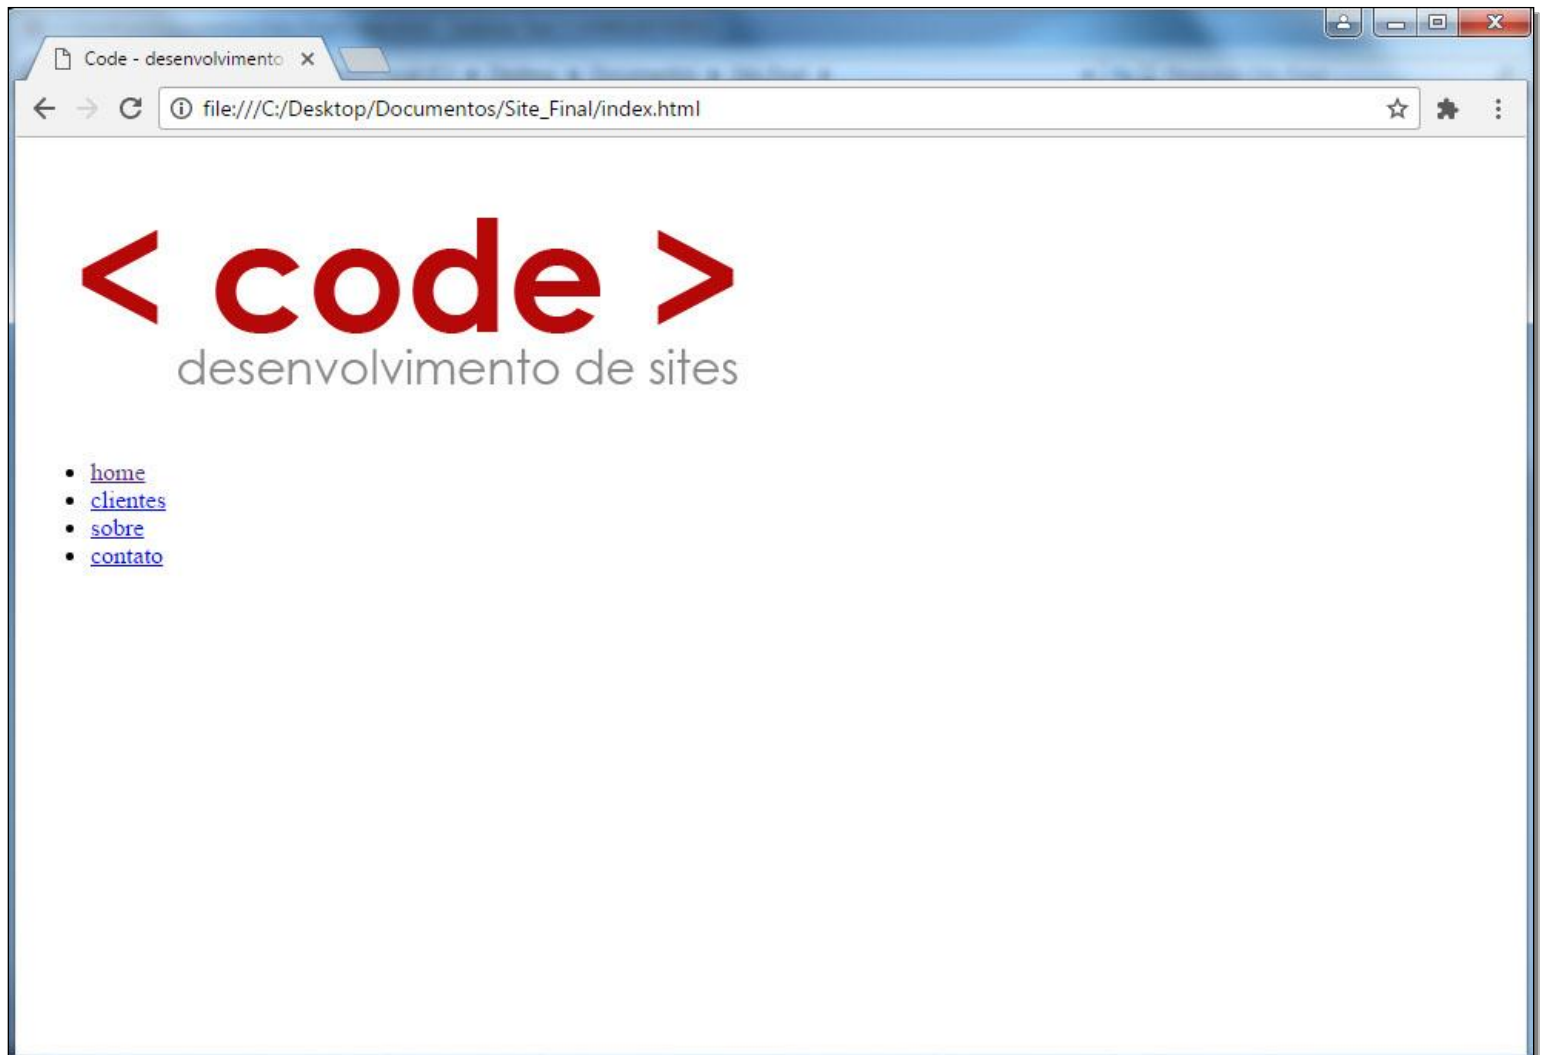 Code - desenvolvimento
file:///C:/Desktop/Documentos/Site_Final/index.html
< code >
desenvolvimento de sites
home
clientes
sobre
contato